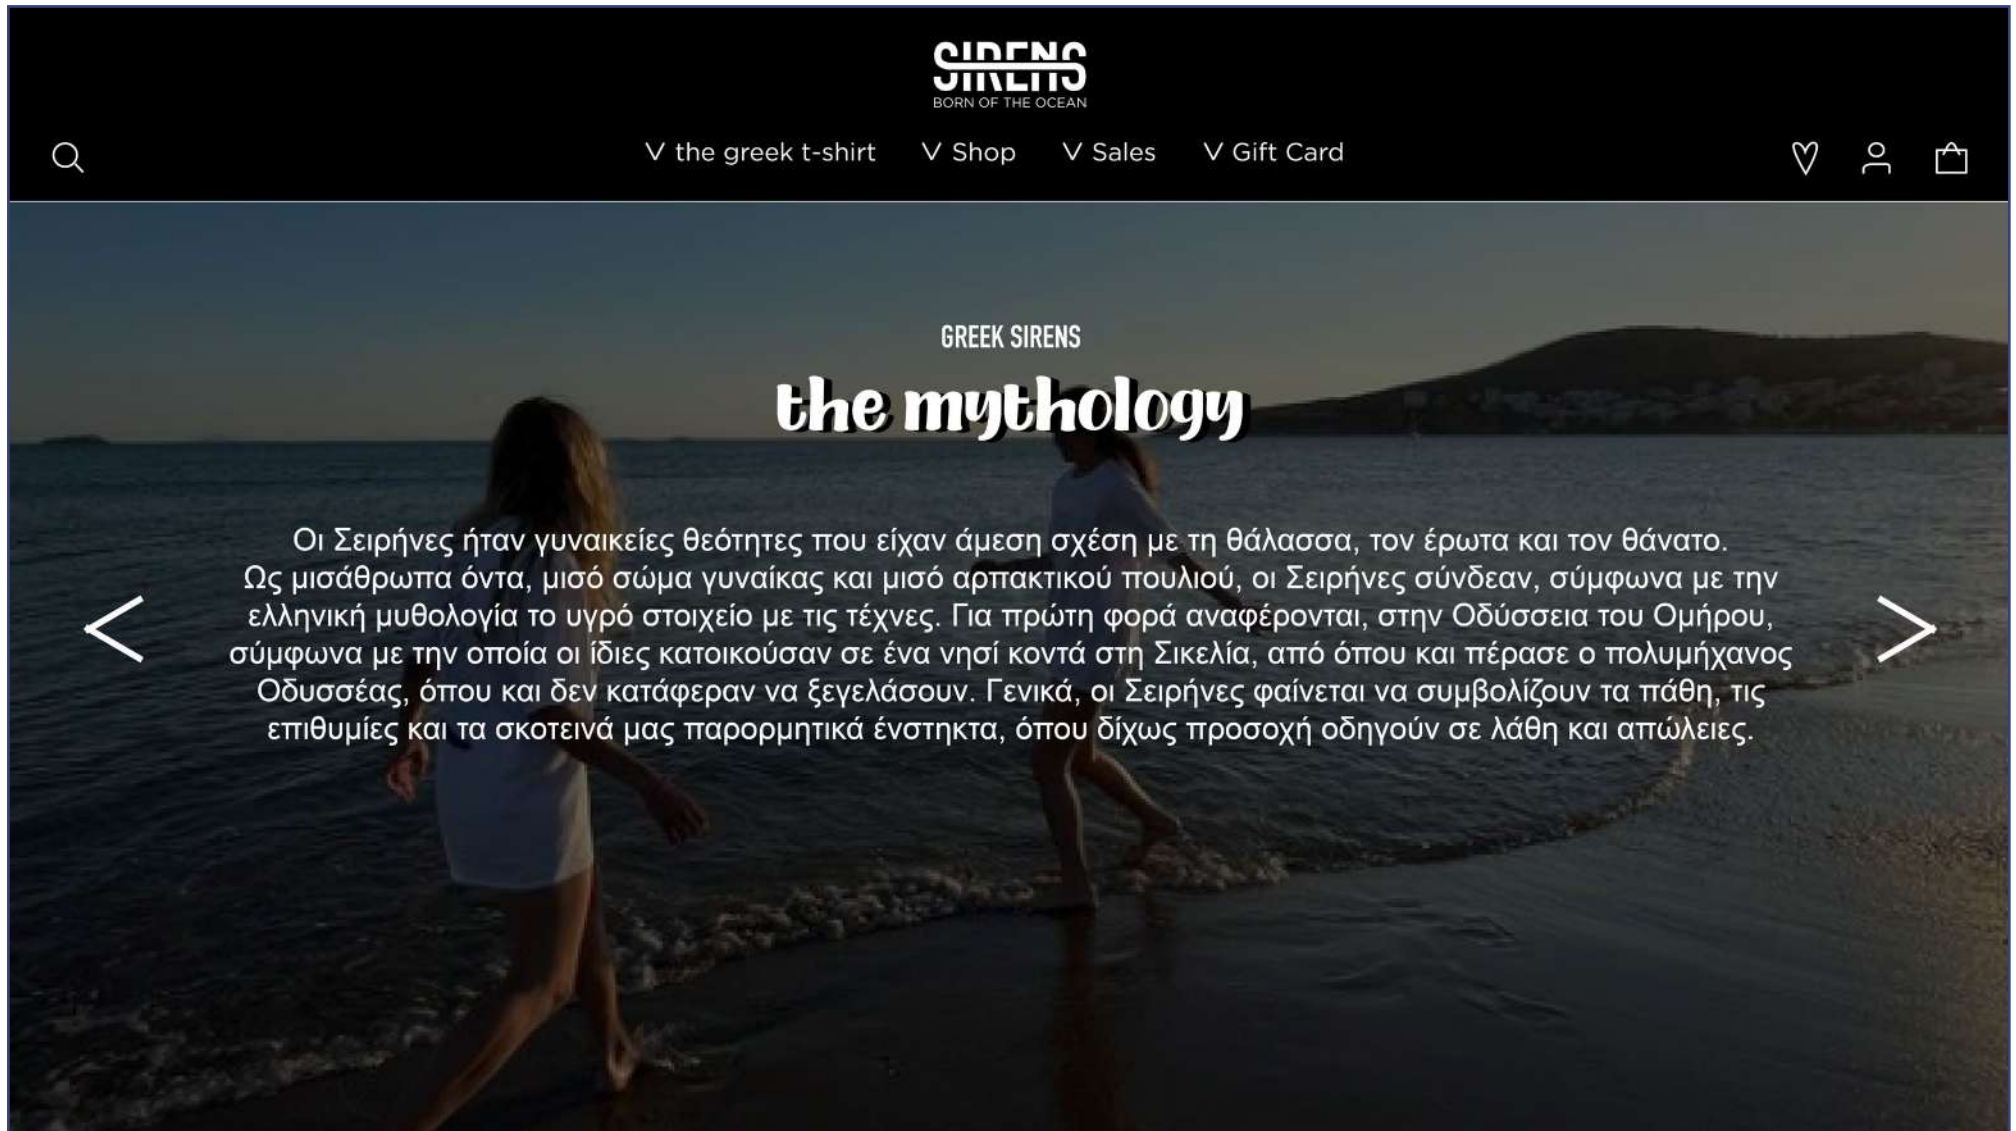 SIRENS
BORN OF THE OCEAN
the greek t-shirt
Shop
Sales
Gift Card
GREEK SIRENS
the mythology
Οι Σειρήνες ήταν γυναικείες θεότητες που είχαν άμεση σχέση με τη θάλασσα, τον έρωτα και τον θάνατο.
Ως μισάθρωπα όντα, μισό σώμα γυναίκας και μισό αρπακτικού πουλιού, οι Σειρήνες σύνδεαν, σύμφωνα με την
ελληνική μυθολογία το υγρό στοιχείο με τις τέχνες. Για πρώτη φορά αναφέρονται, στην Οδύσσεια του Ομήρου,
σύμφωνα με την οποία οι ίδιες κατοικούσαν σε ένα νησί κοντά στη Σικελία, από όπου και πέρασε ο πολυμήχανος
Οδυσσέας, όπου και δεν κατάφεραν να ξεγελάσουν. Γενικά, οι Σειρήνες φαίνεται να συμβολίζουν τα πάθη, τις
επιθυμίες και τα σκοτεινά μας παρορμητικά ένστηκτα, όπου δίχως προσοχή οδηγούν σε λάθη και απώλειες.